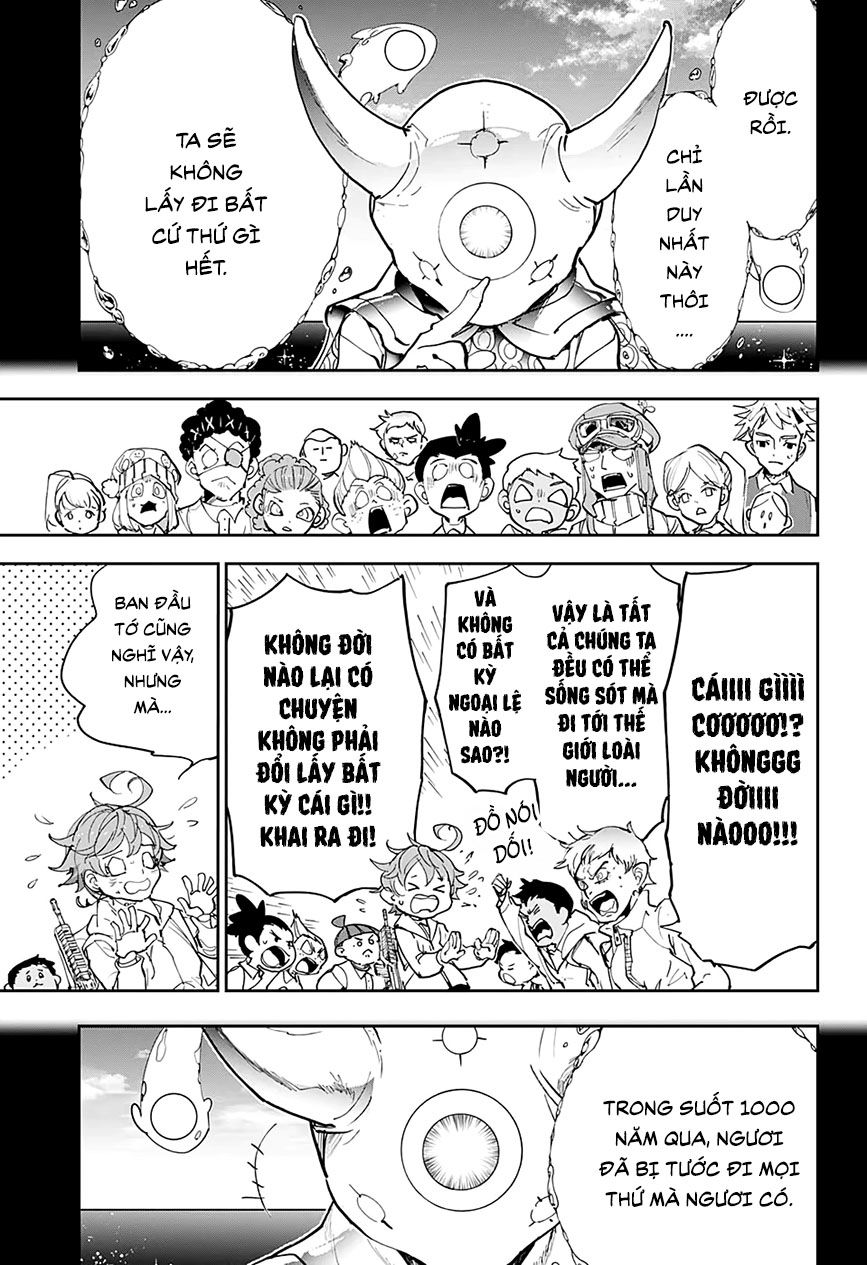 ĐƯỢC
RỒI.
CHỈ
LẦN
DUY
NHẤT
NÀY
THÔI
....
TA SẼ
KHÔNG
LẤY ĐI BẤT
CỨ THỨ GÌ
HẾT.
CÁIIII GÌÌÌÌ
CƠƠƠƠƠ!?
KHÔNGGG
ĐỜIIII
NÀOOO!!!
VẬY LÀ TẤT
CẢ CHÚNG TA
ĐỀU CÓ THỂ
SỐNG SÓT MÀ
ĐI TỚI THẾ
GIỚI LOÀI
NGƯỜI...
VÀ
KHÔNG
CÓ BẤT
KỲ
NGOẠI LỆ
NÀO
SAO?!
ĐỒ NÓI
DỐI!
KHÔNG ĐỜI
NÀO LẠI CÓ
CHUYỆN
KHÔNG PHẢI
ĐỔI LẤY BẤT
KỲ CÁI GÌ!!
KHAI RA ĐI!
BAN ĐẦU
TỚ CŨNG
NGHĨ VẬY,
NHƯNG
MÀ...
TRONG SUỐT 1000
NĂM QUA, NGƯƠI
ĐÃ BỊ TƯỚC ĐI MỌI
THỨ MÀ NGƯƠI CÓ.